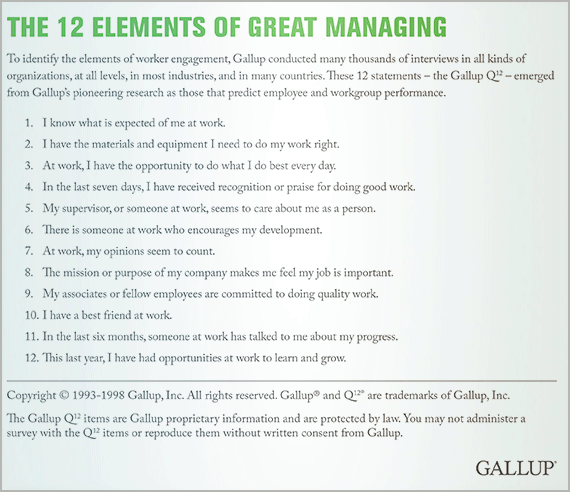 THE 12 ELEMENTS OF GREAT MANAGING
To identify the elements of worker engagement, Gallup conducted many thousands of interviews in all kinds of
organizations, at all levels, in most industries, and in many countries. These 12 statements – the Gallup Q¹² – emerged
from Gallup's pioneering research as those that predict employee and workgroup performance.
1. I know what is expected of me at work.
2. I have the materials and equipment I need to do my work right.
3. At work, I have the opportunity to do what I do best every day.
4. In the last seven days, I have received recognition or praise for doing good work.
5. My supervisor, or someone at work, seems to care about me as a person.
6. There is someone at work who encourages my development.
7. At work, my opinions seem to count.
8. The mission or purpose of my company makes me feel my job is important.
9. My associates or fellow employees are committed to doing quality work.
10. I have a best friend at work.
11. In the last six months, someone at work has talked to me about my progress.
12. This last year, I have had opportunities at work to learn and grow.
Copyright © 1993-1998 Gallup, Inc. All rights reserved. Gallup® and Q¹²® are trademarks of Gallup, Inc.
The Gallup Q¹² items are Gallup proprietary information and are protected by law. You may not administer a
survey with the Q¹² items or reproduce them without written consent from Gallup.
GALLUP®